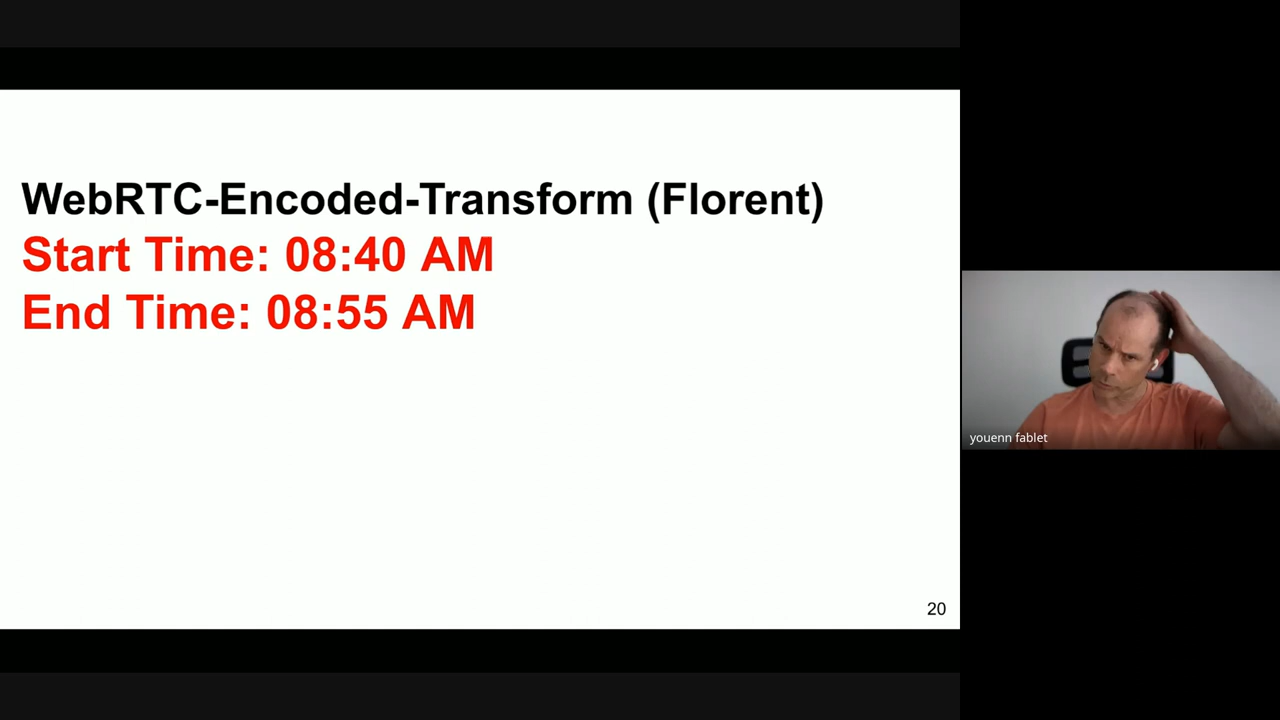 WebRTC-Encoded-Transform (Florent)
Start Time: 08:40 AM
End Time: 08:55 AM
20
youenn fablet